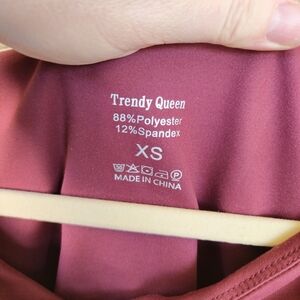 Trendy Queen
88%Polyester
12%Spandex
XS
MADE IN CHINA